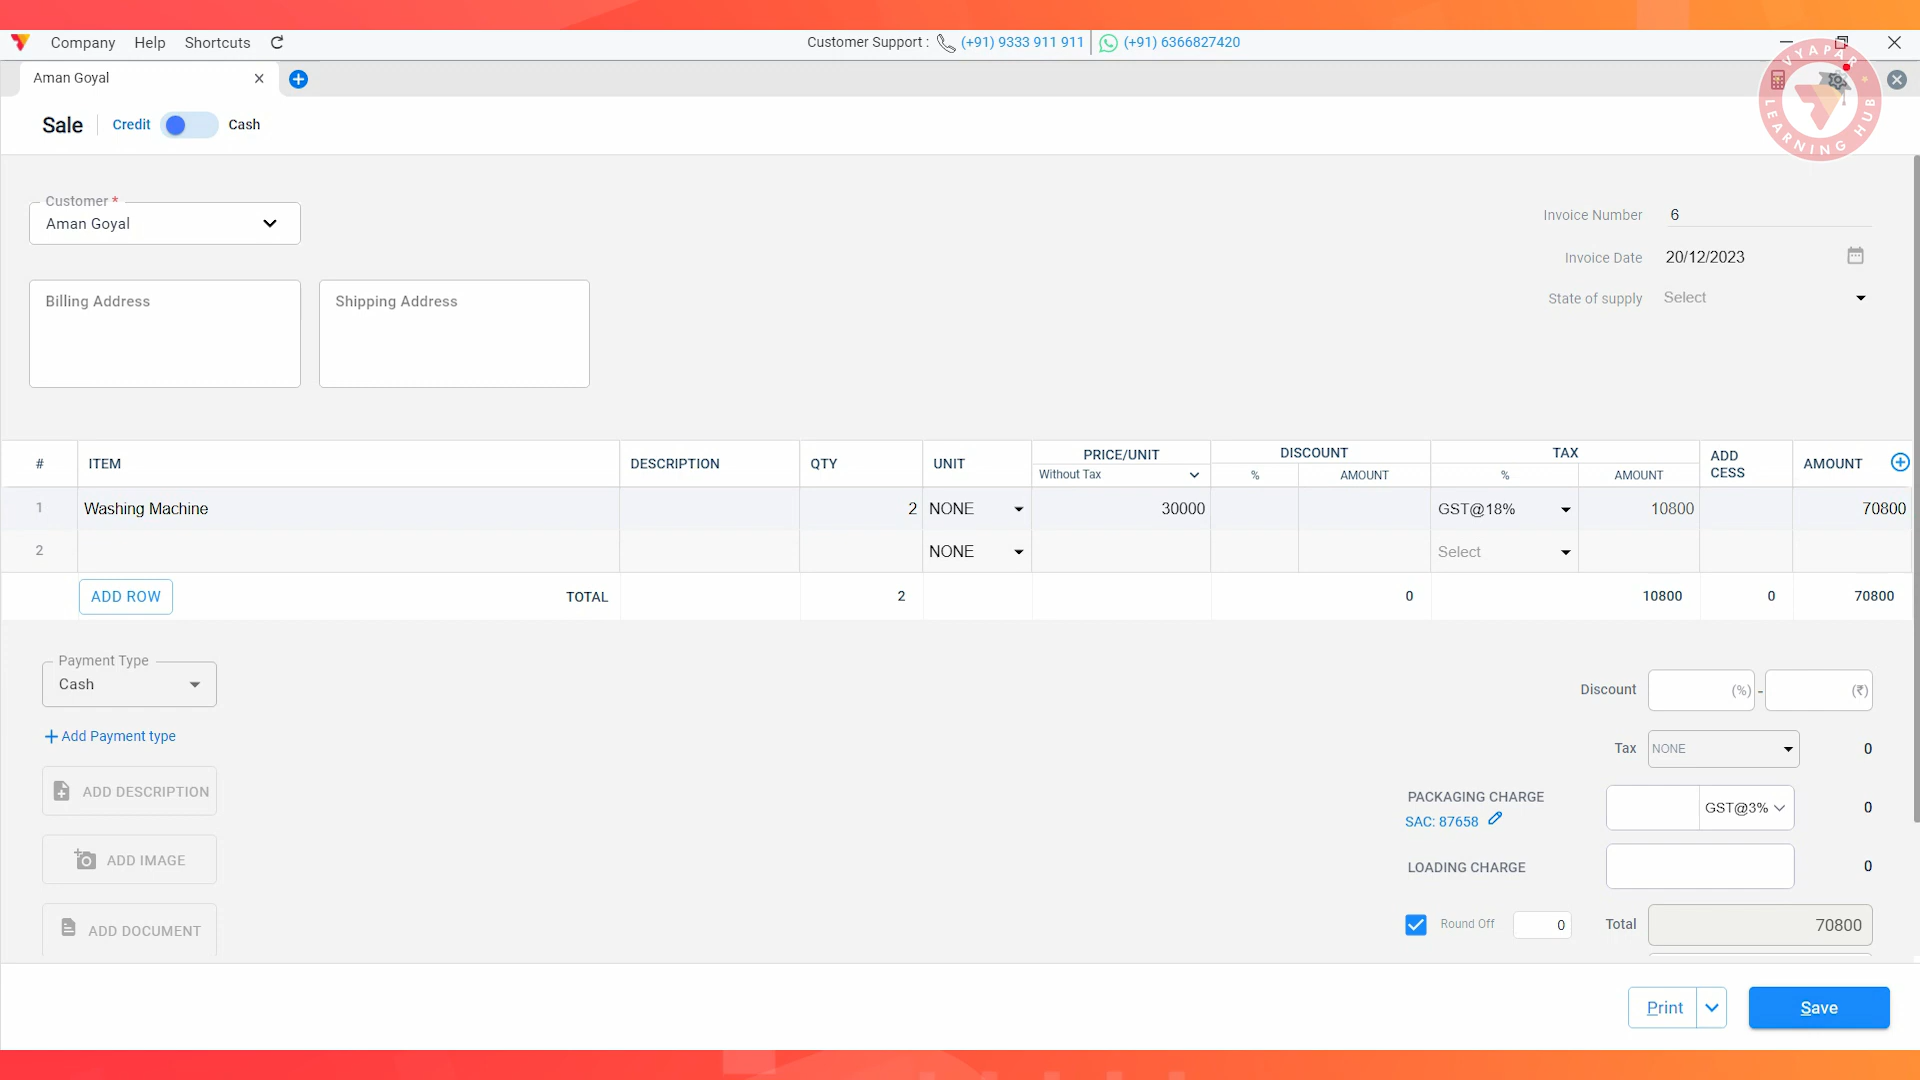 Company Help Shortcuts
Customer Support : (+91) 9333 911 911 (+91) 6366827420
VYAPAR
LEARNING HUB
Aman Goyal
Sale Credit Cash
Customer *
Aman Goyal
Invoice Number 6
Invoice Date 20/12/2023
State of supply Select
Billing Address Shipping Address
# ITEM DESCRIPTION QTY UNIT PRICE/UNIT DISCOUNT TAX ADD CESS AMOUNT
Without Tax % AMOUNT % AMOUNT
1 Washing Machine 2 NONE 30000 GST@18% 10800 70800
2 NONE Select
ADD ROW TOTAL 2 0 10800 0 70800
Payment Type
Cash
Add Payment type
ADD DESCRIPTION
ADD IMAGE
ADD DOCUMENT
Discount (%) - (₹)
Tax NONE 0
PACKAGING CHARGE GST@3% 0
SAC: 87658
LOADING CHARGE 0
Round Off 0 Total 70800
Print Save